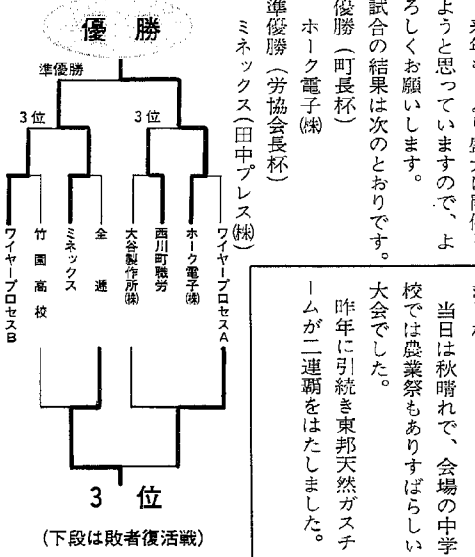 ようと思っていますので、よ
ろしくお願いします。
試合の結果は次のとおりです。
優勝(町長杯)
ホーク電子㈱
準優勝(労協会長杯)
ミネックス(田中プレス㈱)
優勝
準優勝
3位
3位
ワイヤープロセスA
ホーク電子㈱
西川町職労
大谷製作所㈱
全逓
ミネックス
竹園高校
ワイヤープロセスB
3位
(下段は敗者復活戦)
当日は秋晴れで、会場の中学
校では農業祭もありすばらしい
大会でした。
昨年に引続き東邦天然ガスチ
ームが二連覇をはたしました。